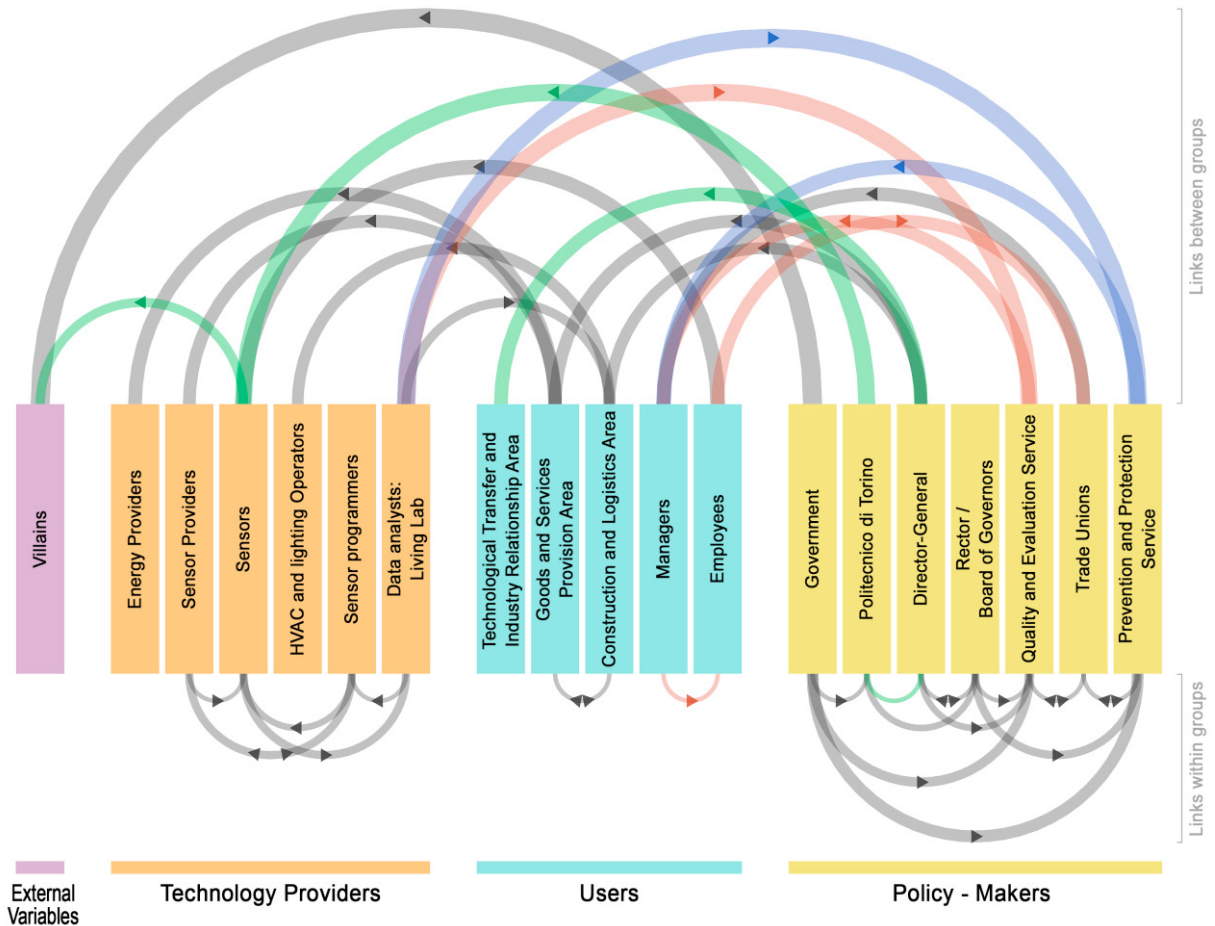 Links between groups
Villains
Energy Providers
Sensor Providers
Sensors
HVAC and lighting Operators
Sensor programmers
Data analysts:
Living Lab
Technological Transfer and
Industry Relationship Area
Goods and Services
Provision Area
Construction and Logistics Area
Managers
Employees
Government
Politecnico di Torino
Director-General
Rector /
Board of Governors
Quality and Evaluation Service
Trade Unions
Prevention and Protection
Service
Links within groups
External
Variables
Technology Providers
Users
Policy - Makers